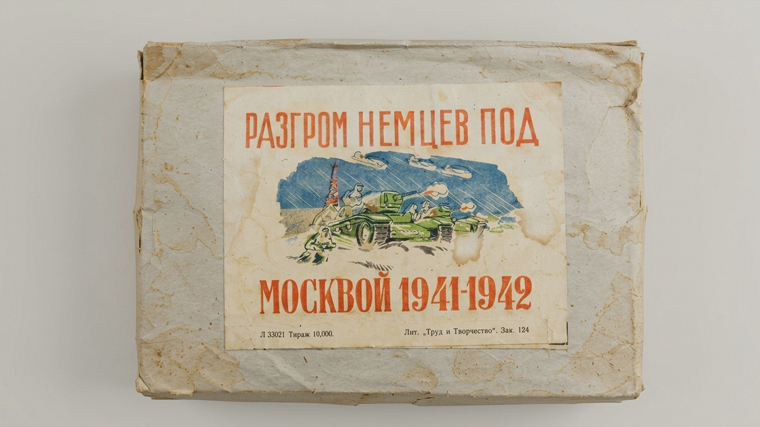 РАЗГРОМ НЕМЦЕВ ПОД
МОСКВОЙ 1941-1942
Л 33021 Тираж 10,000.
Лит. „Труд и Творчество“. Зак. 124